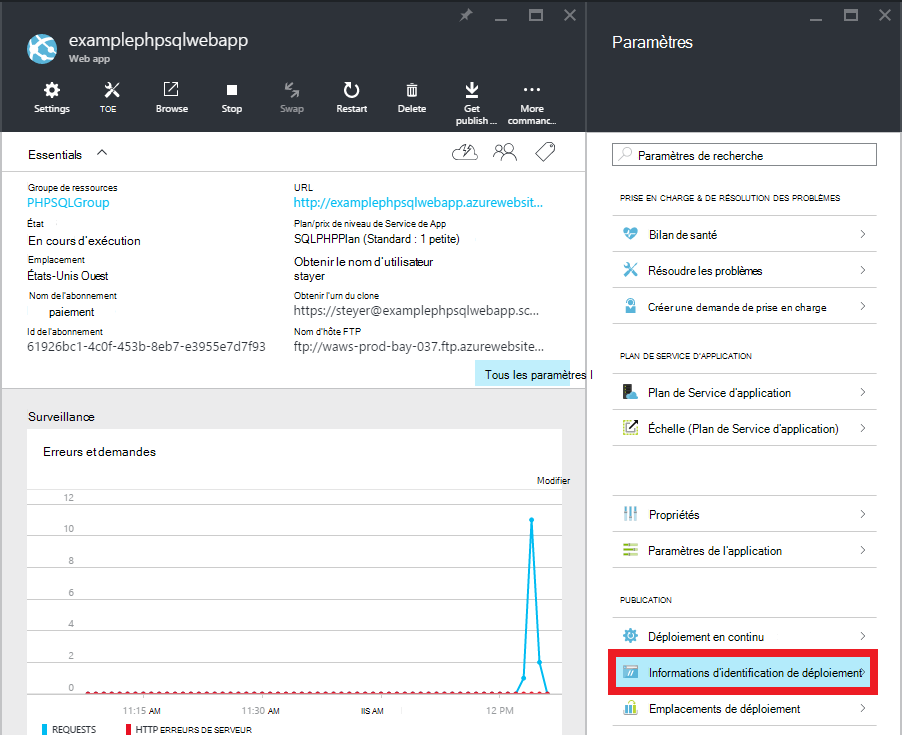 examplephpsqlwebapp
Web app
Settings
TOE
Browse
Stop
Swap
Restart
Delete
Get publish ...
More commanc...
Essentials
Groupe de ressources
PHPSQLGroup
État
En cours d'exécution
Emplacement
États-Unis Ouest
Nom de l'abonnement
paiement
Id de l'abonnement
61926bc1-4c0f-453b-8eb7-e3955e7d7f93
URL
http://examplephpsqlwebapp.azurewebsit...
Plan/prix de niveau de Service de App
SQLPHPPlan (Standard : 1 petite)
Obtenir le nom d'utilisateur
stayer
Obtenir l'urn du clone
https://steyer@examplephpsqlwebapp.sc...
Nom d'hôte FTP
ftp://waws-prod-bay-037.ftp.azurewebsite...
Tous les paramètres l
Surveillance
Erreurs et demandes
Modifier
12
10
8
6
4
2
0
11:15 AM
11:30 AM
IIS AM
12 PM
REQUESTS
HTTP ERREURS DE SERVEUR
Paramètres
Paramètres de recherche
PRISE EN CHARGE & DE RÉSOLUTION DES PROBLÈMES
Bilan de santé
Résoudre les problèmes
Créer une demande de prise en charge
PLAN DE SERVICE D'APPLICATION
Plan de Service d'application
Échelle (Plan de Service d'application)
Propriétés
Paramètres de l'application
PUBLICATION
Déploiement en continu
Informations d'identification de déploiement
Emplacements de déploiement